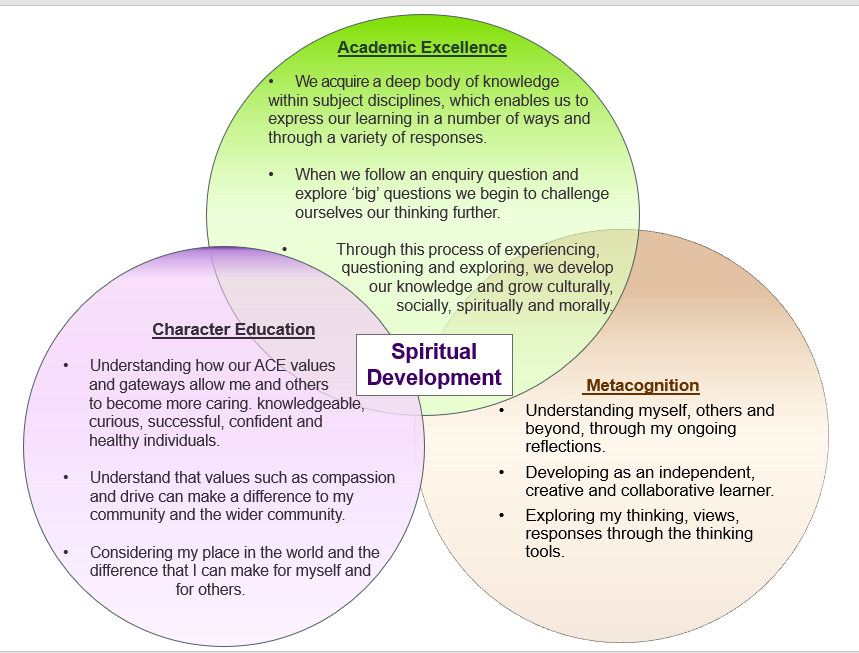 Academic Excellence
• We acquire a deep body of knowledge
within subject disciplines, which enables us to
express our learning in a number of ways and
through a variety of responses.
• When we follow an enquiry question and
explore ‘big’ questions we begin to challenge
ourselves our thinking further.
• Through this process of experiencing,
questioning and exploring, we develop
our knowledge and grow culturally,
socially, spiritually and morally.
Spiritual
Development
Character Education
• Understanding how our ACE values
and gateways allow me and others
to become more caring. knowledgeable,
curious, successful, confident and
healthy individuals.
• Understand that values such as compassion
and drive can make a difference to my
community and the wider community.
• Considering my place in the world and the
difference that I can make for myself and
for others.
Metacognition
• Understanding myself, others and
beyond, through my ongoing
reflections.
• Developing as an independent,
creative and collaborative learner.
• Exploring my thinking, views,
responses through the thinking
tools.